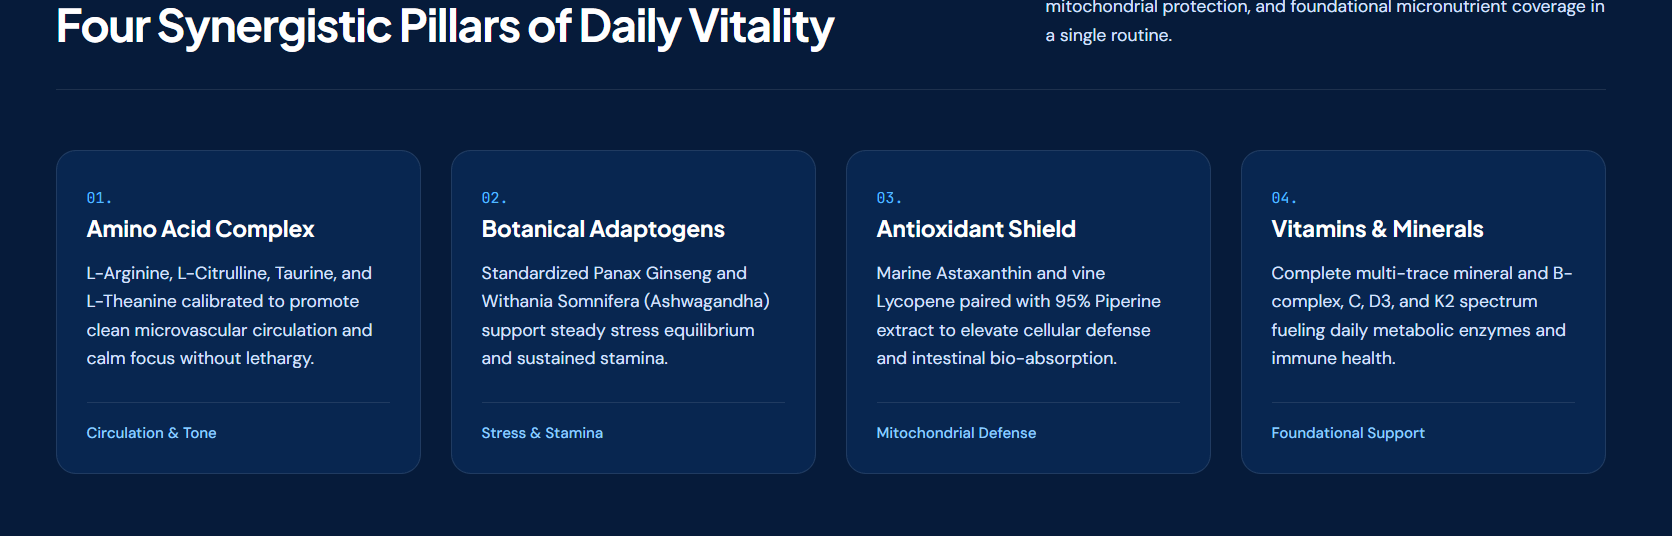 Four Synergistic Pillars of Daily Vitality
mitochondrial protection, and foundational micronutrient coverage in
a single routine.
01.
Amino Acid Complex
L-Arginine, L-Citrulline, Taurine, and
L-Theanine calibrated to promote
clean microvascular circulation and
calm focus without lethargy.
Circulation & Tone
02.
Botanical Adaptogens
Standardized Panax Ginseng and
Withania Somnifera (Ashwagandha)
support steady stress equilibrium
and sustained stamina.
Stress & Stamina
03.
Antioxidant Shield
Marine Astaxanthin and vine
Lycopene paired with 95% Piperine
extract to elevate cellular defense
and intestinal bio-absorption.
Mitochondrial Defense
04.
Vitamins & Minerals
Complete multi-trace mineral and B-
complex, C, D3, and K2 spectrum
fueling daily metabolic enzymes and
immune health.
Foundational Support